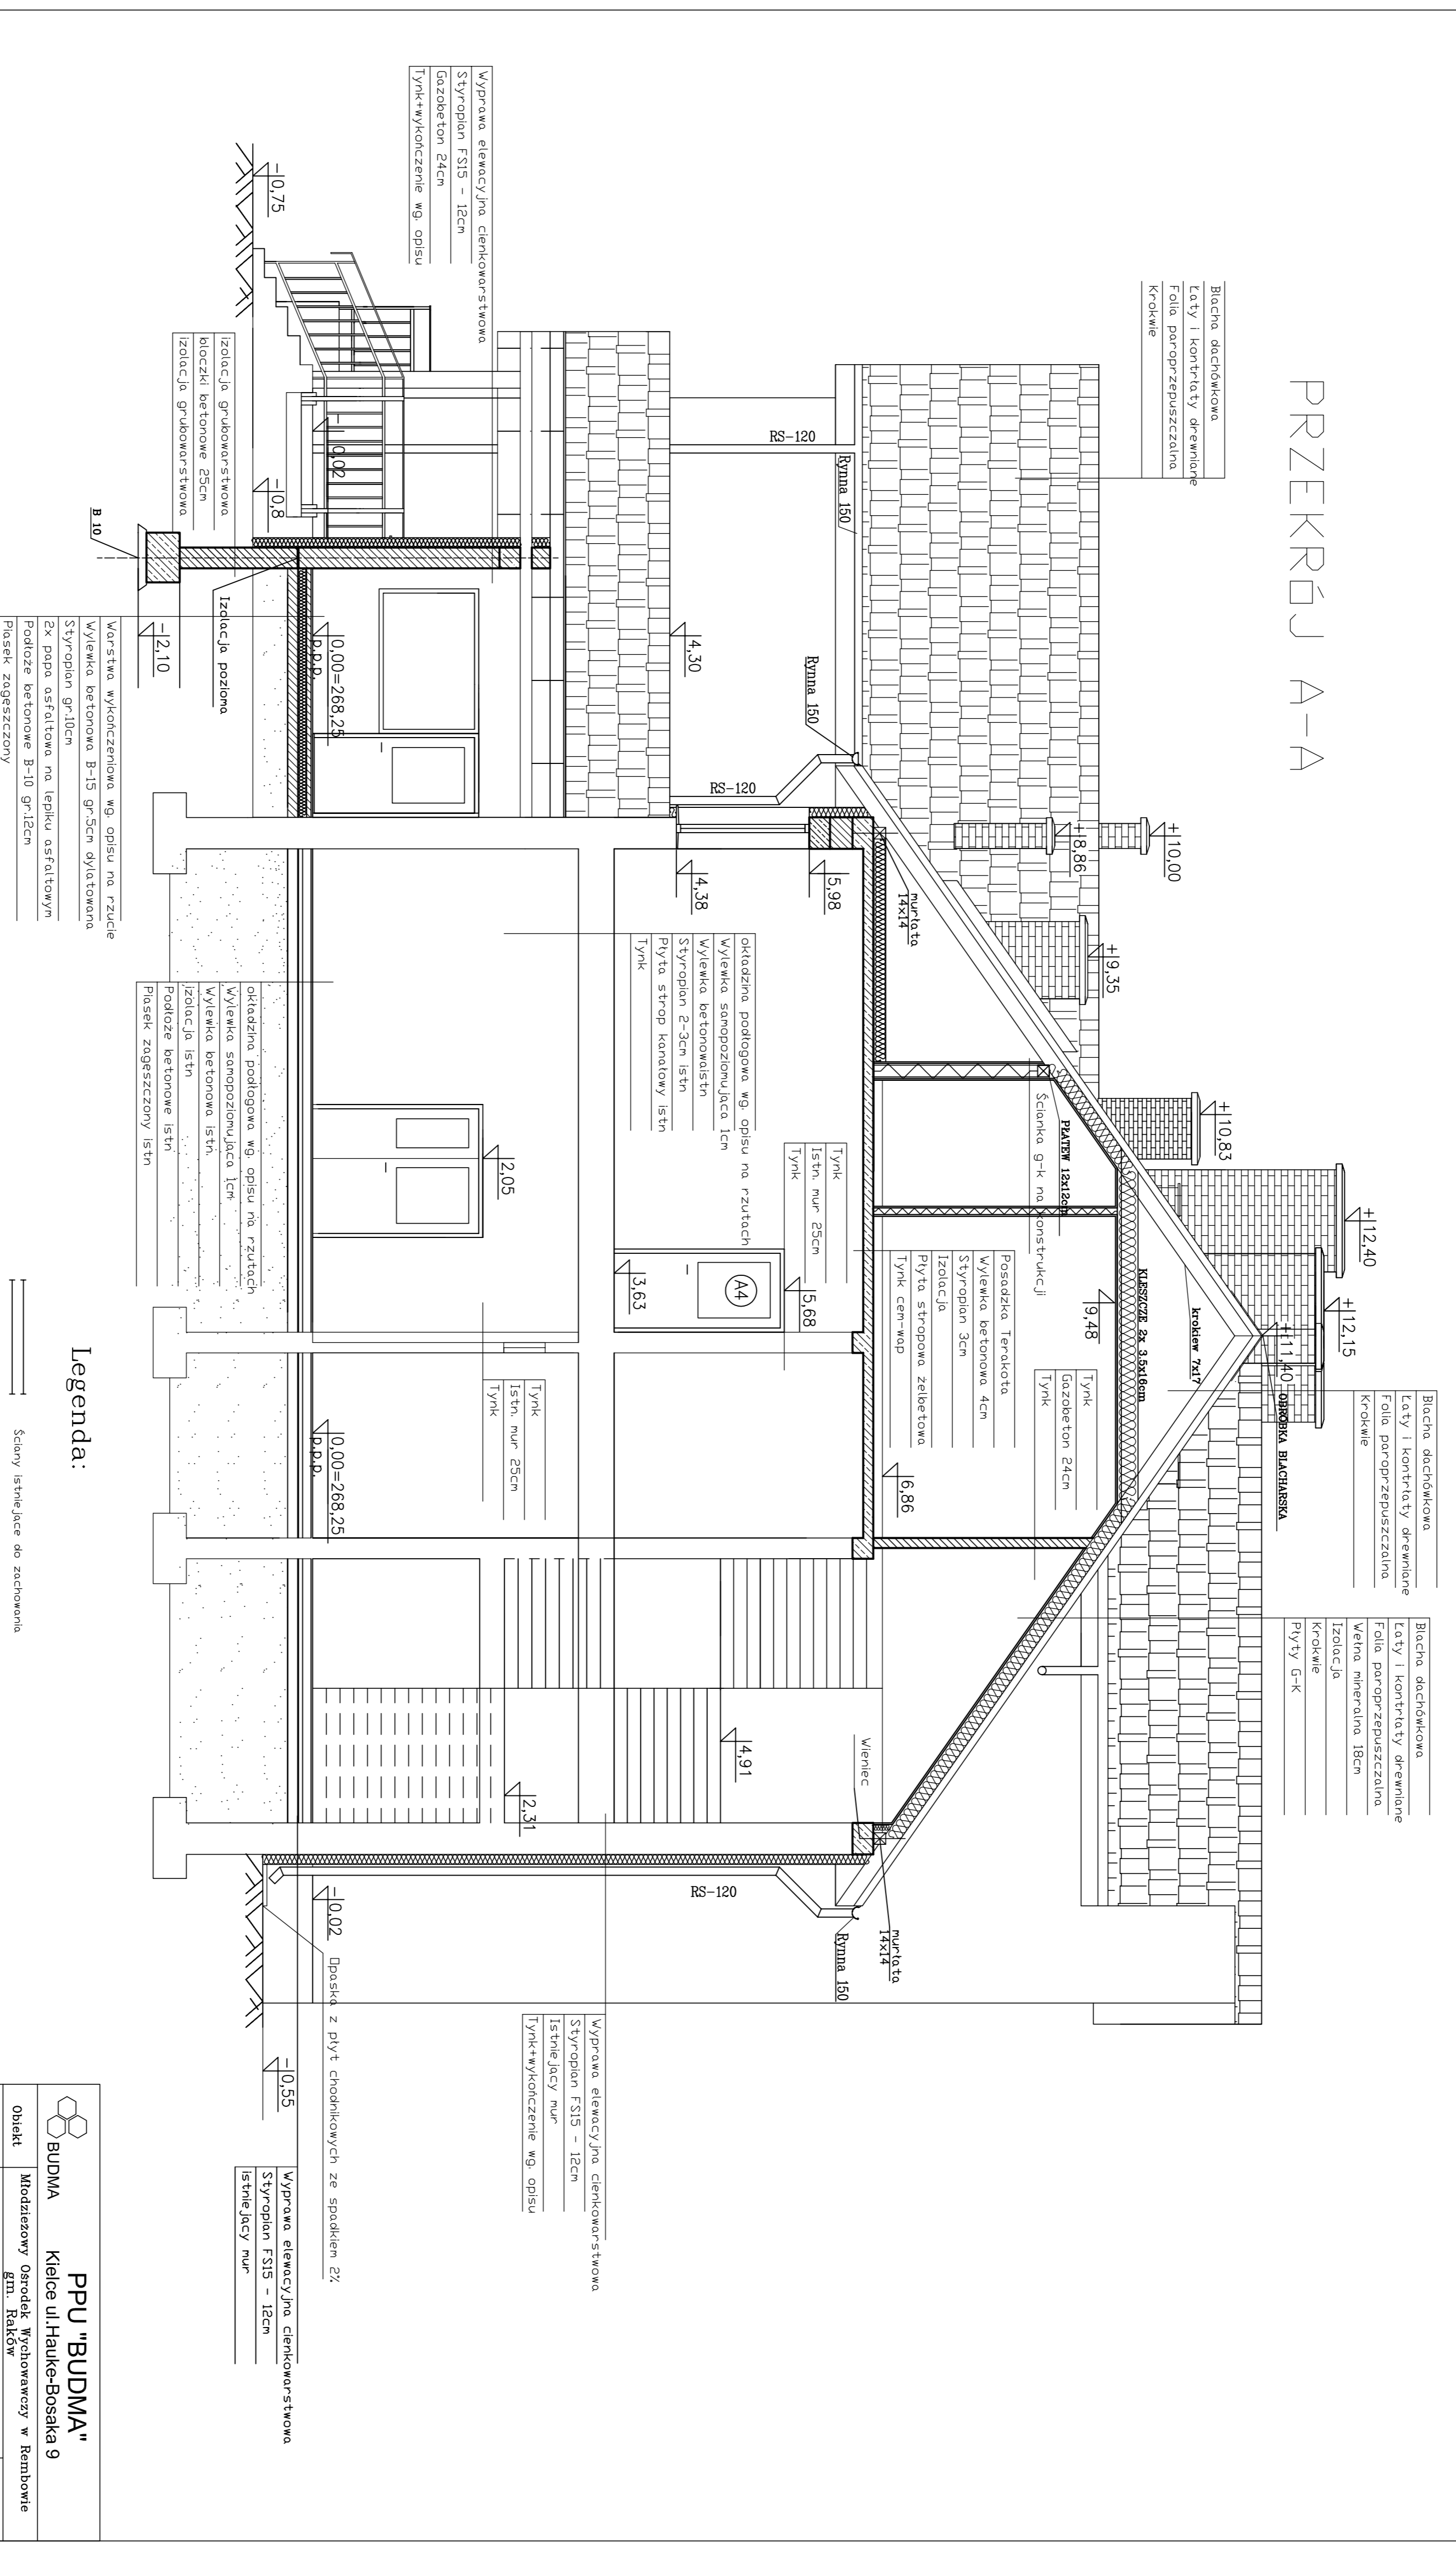 PRZEKRÓJ A-A
Blacha dachówkowa
Łaty i kontrłaty drewniane
Folia paroprzepuszczalna
Krokwie
Wyprawa elewacyjna cienkowarstwowa
Styropian FS15 - 12cm
Gazobeton 24cm
Tynk+wykończenie wg. opisu
-0,75
izolacja grubowarstwowa
bloczki betonowe 25cm
izolacja grubowarstwowa
-0,02
-0,8
B 10
RS-120
Rynna 150
Izolacja pozioma
-2,10
0,00=268,25
p.p.p.
4,30
Rynna 150
RS-120
Warstwa wykończeniowa wg. opisu na rzucie
Wylewka betonowa B-15 gr.5cm dylatowana
Styropian gr.10cm
2x papa asfaltowa na lepiku asfaltowym
Podłoże betonowe B-10 gr.12cm
Piasek zagęszczony
+10,00
+8,86
+9,35
+10,83
+12,40
+12,15
+11,40
murłata
14x14
5,98
4,38
okładzina podłogowa wg. opisu na rzutach
Wylewka samopoziomująca 1cm
Wylewka betonowaistn
Styropian 2-3cm istn
Płyta strop kanałowy istn
Tynk
okładzina podłogowa wg. opisu na rzutach
Wylewka samopoziomująca 1cm
Wylewka betonowa istn.
izolacja istn
Podłoże betonowe istn
Piasek zagęszczony istn
Ścianka g-k na konstrukcji
PŁATEW 12x12cm
KLESZCZE 2x 3.5x16cm
krokiew 7x17
OBRÓBKA BLACHARSKA
9,48
Tynk
Istn. mur 25cm
Tynk
2,05
3,63
A4
5,68
Posadzka Terakota
Wylewka betonowa 4cm
Styropian 3cm
Izolacja
Płyta stropowa żelbetowa
Tynk cem-wap
Tynk
Gazobeton 24cm
Tynk
6,86
Tynk
Istn. mur 25cm
Tynk
0,00=268,25
p.p.p.
Blacha dachówkowa
Łaty i kontrłaty drewniane
Folia paroprzepuszczalna
Krokwie
Blacha dachówkowa
Łaty i kontrłaty drewniane
Folia paroprzepuszczalna
Wełna mineralna 18cm
Izolacja
Krokwie
Płyty G-K
Wieniec
4,91
2,31
RS-120
murłata
14x14
Rynna 150
-0,02
Opaska z płyt chodnikowych ze spadkiem 2%
-0,55
Wyprawa elewacyjna cienkowarstwowa
Styropian FS15 - 12cm
Istniejący mur
Tynk+wykończenie wg. opisu
Wyprawa elewacyjna cienkowarstwowa
Styropian FS15 - 12cm
istniejący mur
Legenda:
Ściany istniejące do zachowania
BUDMA
PPU "BUDMA"
Kielce ul.Hauke-Bosaka 9
Obiekt
Młodzieżowy Ośrodek Wychowawczy w Rembowie
gm. Raków